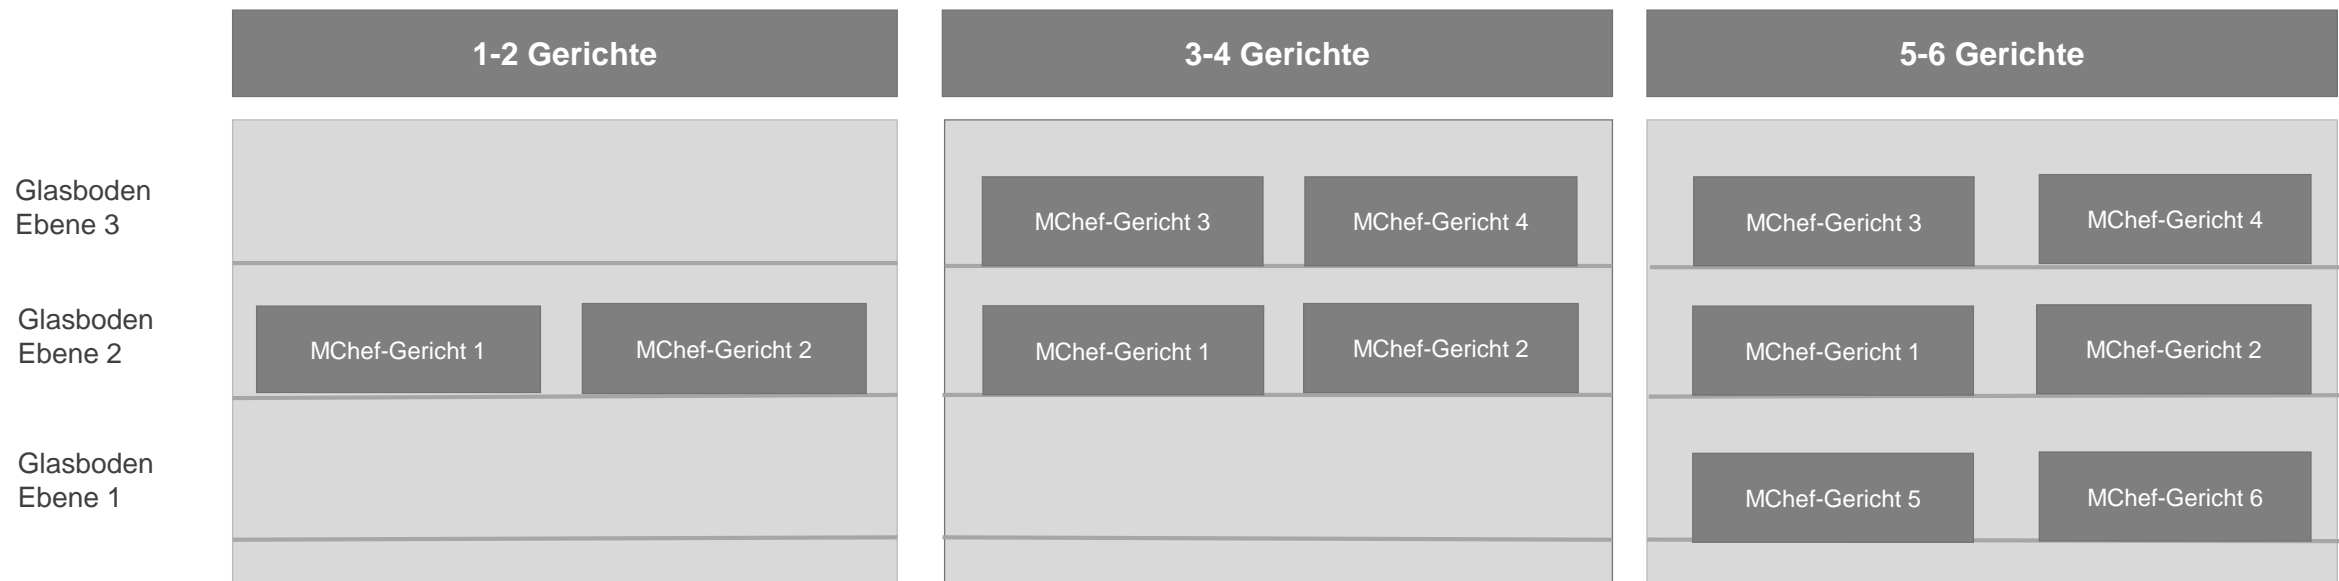 1-2 Gerichte
3-4 Gerichte
5-6 Gerichte
Glasboden
Ebene 3
MChef-Gericht 3
MChef-Gericht 4
MChef-Gericht 3
MChef-Gericht 4
Glasboden
Ebene 2
MChef-Gericht 1
MChef-Gericht 2
MChef-Gericht 1
MChef-Gericht 2
MChef-Gericht 1
MChef-Gericht 2
Glasboden
Ebene 1
MChef-Gericht 5
MChef-Gericht 6